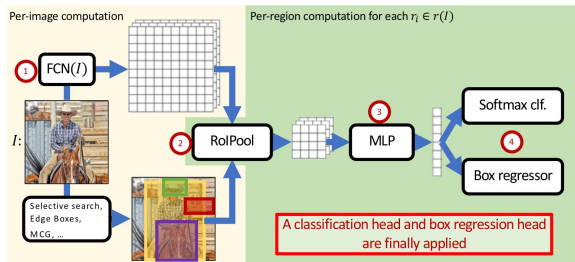 Per-image computation
Per-region computation for each r_i ∈ r(I)
1
FCN(I)
I:
Selective search,
Edge Boxes,
MCG, ...
2
RoIPool
3
MLP
Softmax clf.
4
Box regressor
A classification head and box regression head
are finally applied